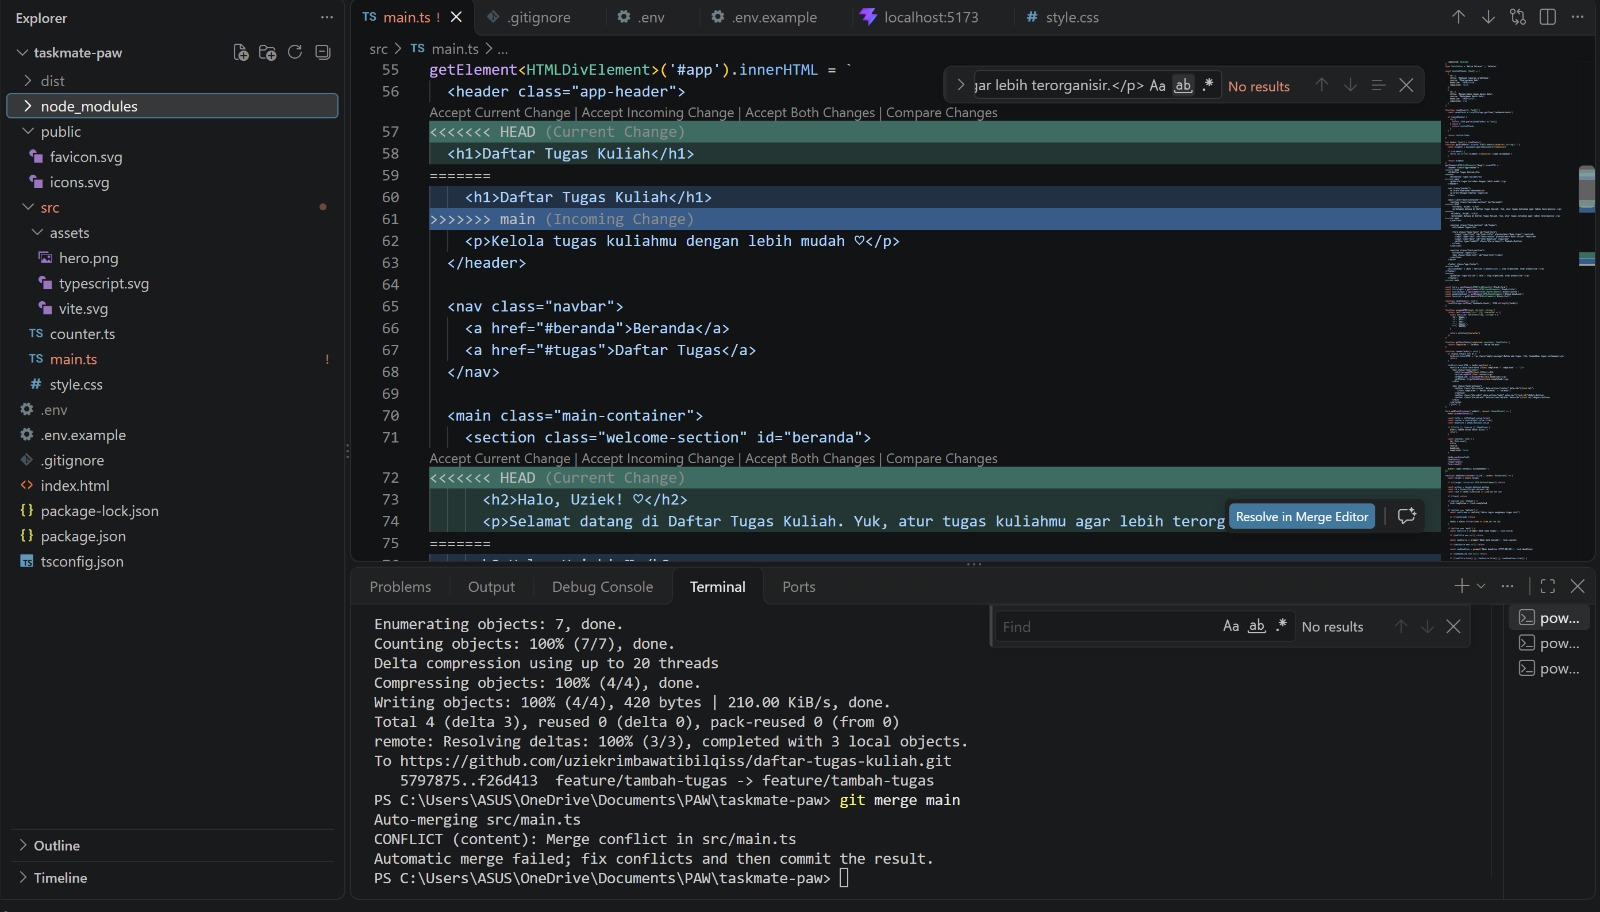 Explorer
taskmate-paw
dist
node_modules
public
favicon.svg
icons.svg
src
assets
hero.png
typescript.svg
vite.svg
TS counter.ts
TS main.ts !
# style.css
.env
.env.example
.gitignore
<> index.html
{} package-lock.json
{} package.json
TS tsconfig.json
Outline
Timeline
TS main.ts ! .gitignore .env .env.example localhost:5173 # style.css
src > TS main.ts > ...
gar lebih terorganisir.</p> Aa ab .* No results
55 getElement<HTMLDivElement>('#app').innerHTML = `
56 <header class="app-header">
Accept Current Change | Accept Incoming Change | Accept Both Changes | Compare Changes
57 <<<<<<< HEAD (Current Change)
58 <h1>Daftar Tugas Kuliah</h1>
59 =======
60 <h1>Daftar Tugas Kuliah</h1>
61 >>>>>>> main (Incoming Change)
62 <p>Kelola tugas kuliahmu dengan lebih mudah ♡</p>
63 </header>
64
65 <nav class="navbar">
66 <a href="#beranda">Beranda</a>
67 <a href="#tugas">Daftar Tugas</a>
68 </nav>
69
70 <main class="main-container">
71 <section class="welcome-section" id="beranda">
Accept Current Change | Accept Incoming Change | Accept Both Changes | Compare Changes
72 <<<<<<< HEAD (Current Change)
73 <h2>Halo, Uziek! ♡</h2>
74 <p>Selamat datang di Daftar Tugas Kuliah. Yuk, atur tugas kuliahmu agar lebih terorg
Resolve in Merge Editor
75 =======
Problems Output Debug Console Terminal Ports
Find Aa ab .* No results
pow...
pow...
pow...
Enumerating objects: 7, done.
Counting objects: 100% (7/7), done.
Delta compression using up to 20 threads
Compressing objects: 100% (4/4), done.
Writing objects: 100% (4/4), 420 bytes | 210.00 KiB/s, done.
Total 4 (delta 3), reused 0 (delta 0), pack-reused 0 (from 0)
remote: Resolving deltas: 100% (3/3), completed with 3 local objects.
To https://github.com/uziekrimbawatibilqiss/daftar-tugas-kuliah.git
5797875..f26d413  feature/tambah-tugas -> feature/tambah-tugas
PS C:\Users\ASUS\OneDrive\Documents\PAW\taskmate-paw> git merge main
Auto-merging src/main.ts
CONFLICT (content): Merge conflict in src/main.ts
Automatic merge failed; fix conflicts and then commit the result.
PS C:\Users\ASUS\OneDrive\Documents\PAW\taskmate-paw>